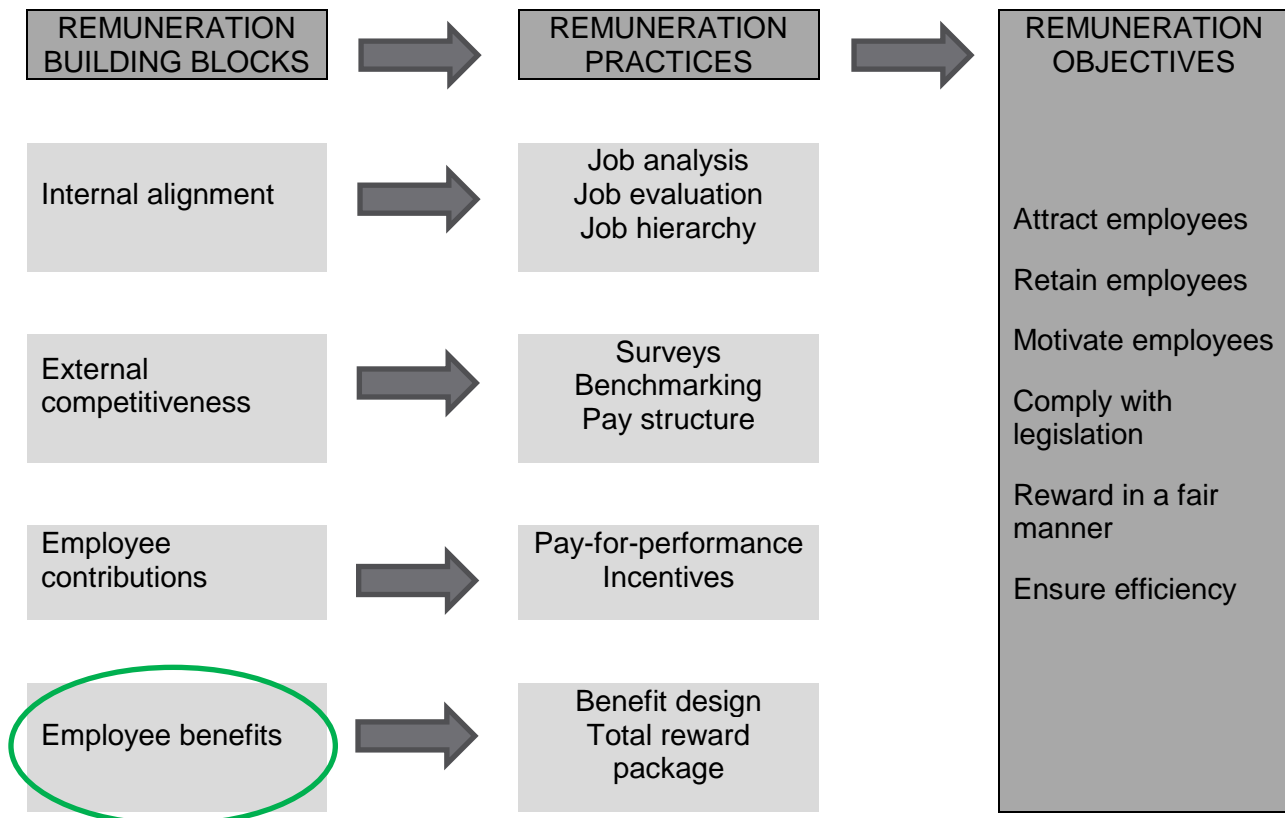 REMUNERATION
BUILDING BLOCKS
REMUNERATION
PRACTICES
REMUNERATION
OBJECTIVES
Internal alignment
Job analysis
Job evaluation
Job hierarchy
External
competitiveness
Surveys
Benchmarking
Pay structure
Employee
contributions
Pay-for-performance
Incentives
Employee benefits
Benefit design
Total reward
package
Attract employees
Retain employees
Motivate employees
Comply with
legislation
Reward in a fair
manner
Ensure efficiency